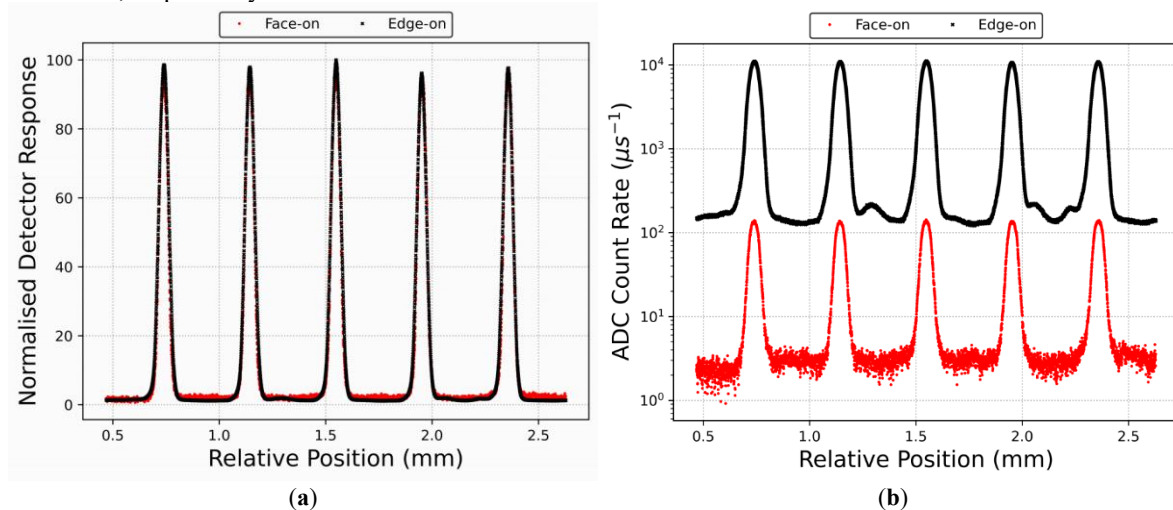 Face-on Edge-on
100
80
60
40
20
0
Normalised Detector Response
0.5 1.0 1.5 2.0 2.5
Relative Position (mm)
(a)
Face-on Edge-on
10⁴
10³
10²
10¹
10⁰
ADC Count Rate (μs⁻¹)
0.5 1.0 1.5 2.0 2.5
Relative Position (mm)
(b)